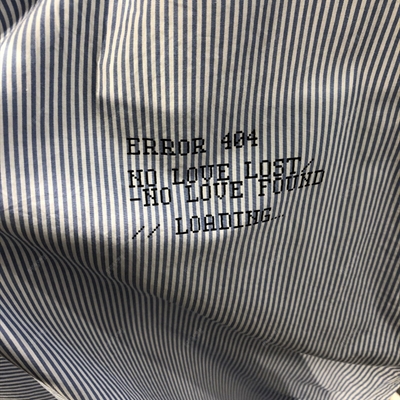 ERROR 404
NO LOVE LOST/
-NO LOVE FOUND
// LOADING...